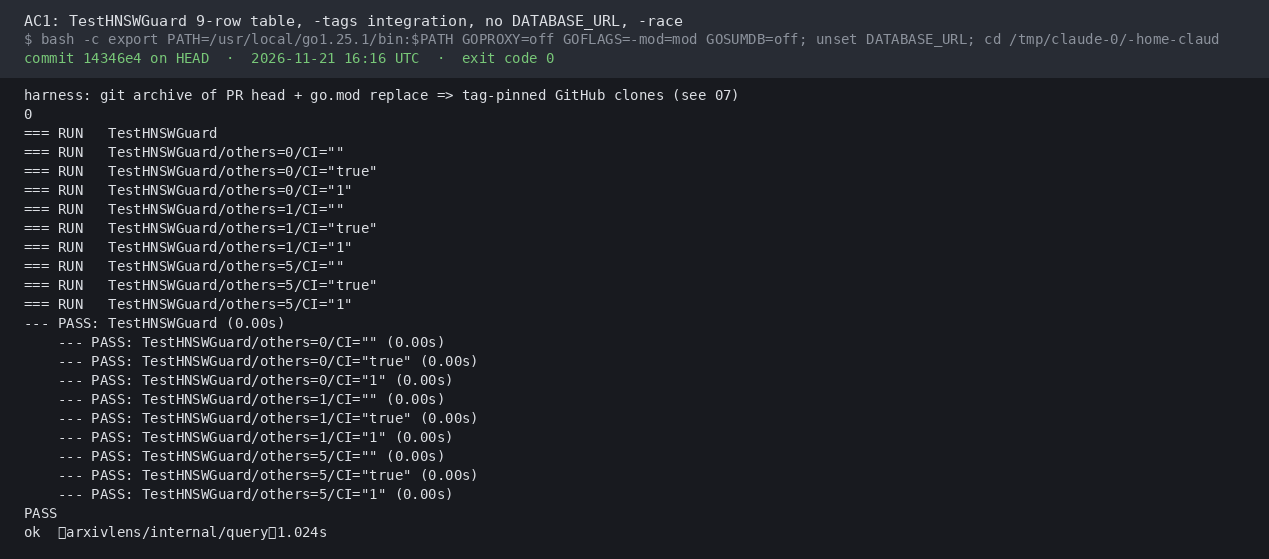 AC1: TestHNSWGuard 9-row table, -tags integration, no DATABASE_URL, -race
$ bash -c export PATH=/usr/local/go1.25.1/bin:$PATH GOPROXY=off GOFLAGS=-mod=mod GOSUMDB=off; unset DATABASE_URL; cd /tmp/claude-0/-home-claud
commit 14346e4 on HEAD · 2026-11-21 16:16 UTC · exit code 0
harness: git archive of PR head + go.mod replace => tag-pinned GitHub clones (see 07)
0
=== RUN   TestHNSWGuard
=== RUN   TestHNSWGuard/others=0/CI=""
=== RUN   TestHNSWGuard/others=0/CI="true"
=== RUN   TestHNSWGuard/others=0/CI="1"
=== RUN   TestHNSWGuard/others=1/CI=""
=== RUN   TestHNSWGuard/others=1/CI="true"
=== RUN   TestHNSWGuard/others=1/CI="1"
=== RUN   TestHNSWGuard/others=5/CI=""
=== RUN   TestHNSWGuard/others=5/CI="true"
=== RUN   TestHNSWGuard/others=5/CI="1"
--- PASS: TestHNSWGuard (0.00s)
    --- PASS: TestHNSWGuard/others=0/CI="" (0.00s)
    --- PASS: TestHNSWGuard/others=0/CI="true" (0.00s)
    --- PASS: TestHNSWGuard/others=0/CI="1" (0.00s)
    --- PASS: TestHNSWGuard/others=1/CI="" (0.00s)
    --- PASS: TestHNSWGuard/others=1/CI="true" (0.00s)
    --- PASS: TestHNSWGuard/others=1/CI="1" (0.00s)
    --- PASS: TestHNSWGuard/others=5/CI="" (0.00s)
    --- PASS: TestHNSWGuard/others=5/CI="true" (0.00s)
    --- PASS: TestHNSWGuard/others=5/CI="1" (0.00s)
PASS
ok  □arxivlens/internal/query□1.024s